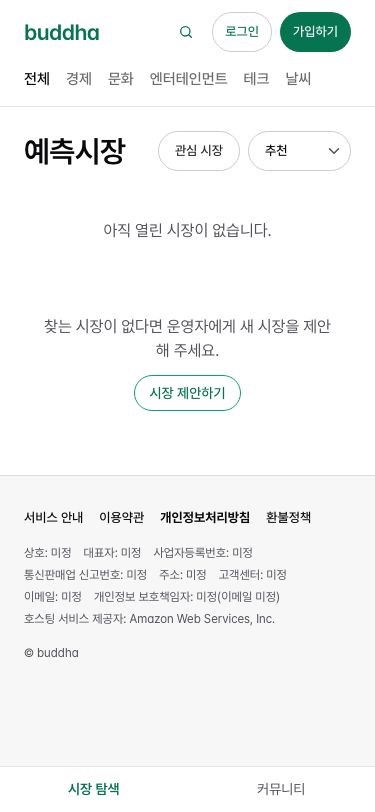 buddha 로그인 가입하기
전체 경제 문화 엔터테인먼트 테크 날씨
예측시장 관심 시장 추천
아직 열린 시장이 없습니다.
찾는 시장이 없다면 운영자에게 새 시장을 제안
해 주세요.
시장 제안하기
서비스 안내 이용약관 개인정보처리방침 환불정책
상호: 미정 대표자: 미정 사업자등록번호: 미정
통신판매업 신고번호: 미정 주소: 미정 고객센터: 미정
이메일: 미정 개인정보 보호책임자: 미정(이메일 미정)
호스팅 서비스 제공자: Amazon Web Services, Inc.
© buddha
시장 탐색 커뮤니티